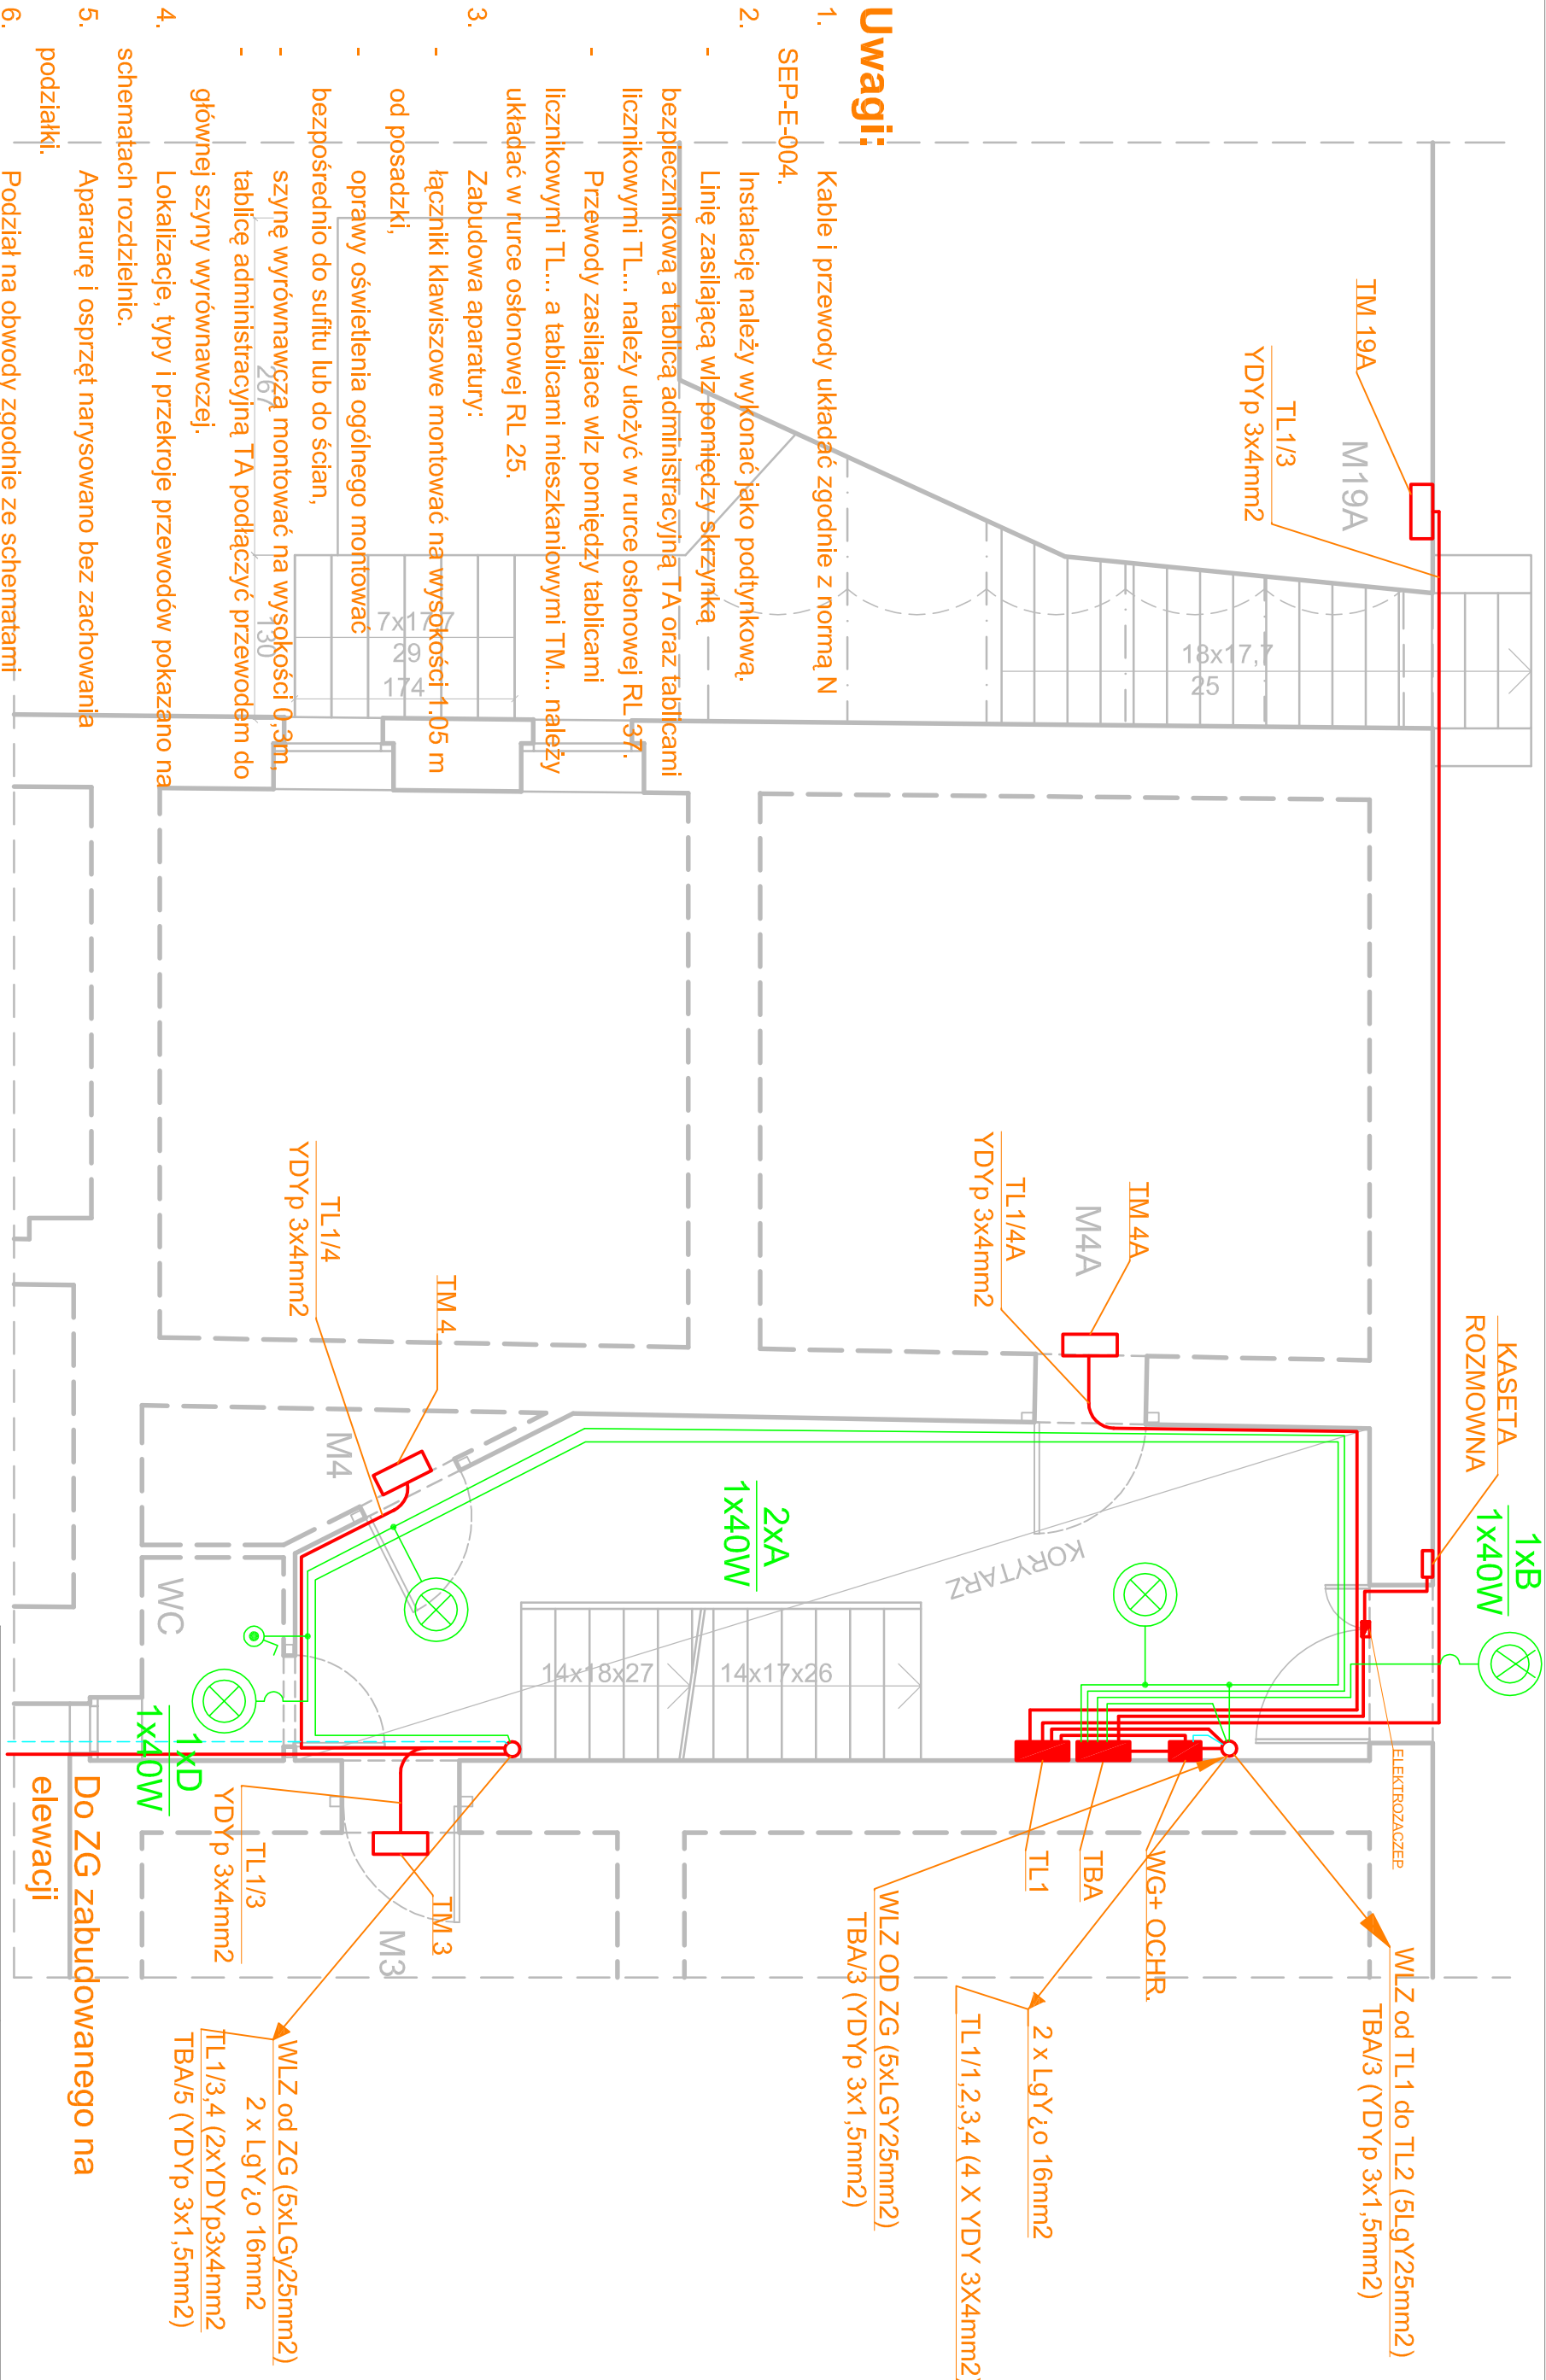 Uwagi:
1. Kable i przewody układać zgodnie z normą N
SEP-E-004.
2. Instalację należy wykonać jako podtynkową.
- Linię zasilającą wlz pomiędzy skrzynką
bezpiecznikową a tablicą administracyjną TA oraz tablicami
licznikowymi TL... należy ułożyć w rurce osłonowej RL 37.
- Przewody zasilajace wlz pomiędzy tablicami
licznikowymi TL... a tablicami mieszkaniowymi TM... należy
układać w rurce osłonowej RL 25.
3. Zabudowa aparatury:
- łączniki klawiszowe montować na wysokości 1.05 m
od posadzki,
- oprawy oświetlenia ogólnego montować
bezpośrednio do sufitu lub do ścian,
- szynę wyrównawczą montować na wysokości 0,3m,
- tablicę administracyjną TA podłączyć przewodem do
głównej szyny wyrównawczej.
4. Lokalizacje, typy i przekroje przewodów pokazano na
schematach rozdzielnic.
5. Aparaurę i osprzęt narysowano bez zachowania
podziałki.
6. Podział na obwody zgodnie ze schematami
TM 19A
M19A
TL1/3
YDYp 3x4mm2
18x17,7
25
7x17,7
29
174
267
130
TM 4A
M4A
TL1/4A
YDYp 3x4mm2
TM 4
M4
TL1/4
YDYp 3x4mm2
KASETA
ROZMOWNA
1xB
1x40W
2xA
1x40W
KORYTARZ
14x18x27
14x17x26
WC
1xD
1x40W
ELEKTROZACZEP
WG+ OCHR.
TBA
TL1
TM 3
M3
TL1/3
YDYp 3x4mm2
WLZ od TL1 do TL2 (5LgY25mm2)
TBA/3 (YDYp 3x1,5mm2)
2 x LgYżo 16mm2
TL1/1,2,3,4 (4 X YDY 3X4mm2)
WLZ OD ZG (5xLGY25mm2)
TBA/3 (YDYp 3x1,5mm2)
WLZ od ZG (5xLGy25mm2)
2 x LgYżo 16mm2
TL1/3,4 (2xYDYp3x4mm2
TBA/5 (YDYp 3x1,5mm2)
Do ZG zabudowanego na
elewacji